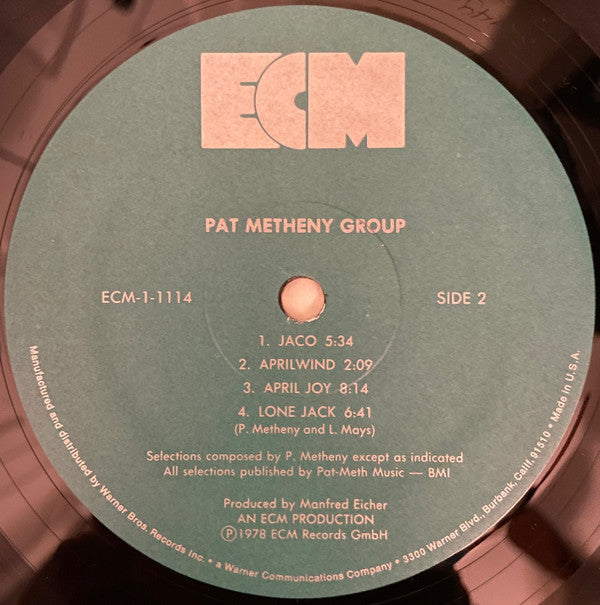 ECM
PAT METHENY GROUP
ECM-1-1114
SIDE 2
1. JACO 5:34
2. APRILWIND 2:09
3. APRIL JOY 8:14
4. LONE JACK 6:41
(P. Metheny and L. Mays)
Selections composed by P. Metheny except as indicated
All selections published by Pat-Meth Music — BMI
Produced by Manfred Eicher
AN ECM PRODUCTION
Ⓟ1978 ECM Records GmbH
Manufactured and distributed by Warner Bros. Records Inc. • a Warner Communications Company • 3300 Warner Blvd., Burbank, Calif. 91510 • Made in U.S.A.